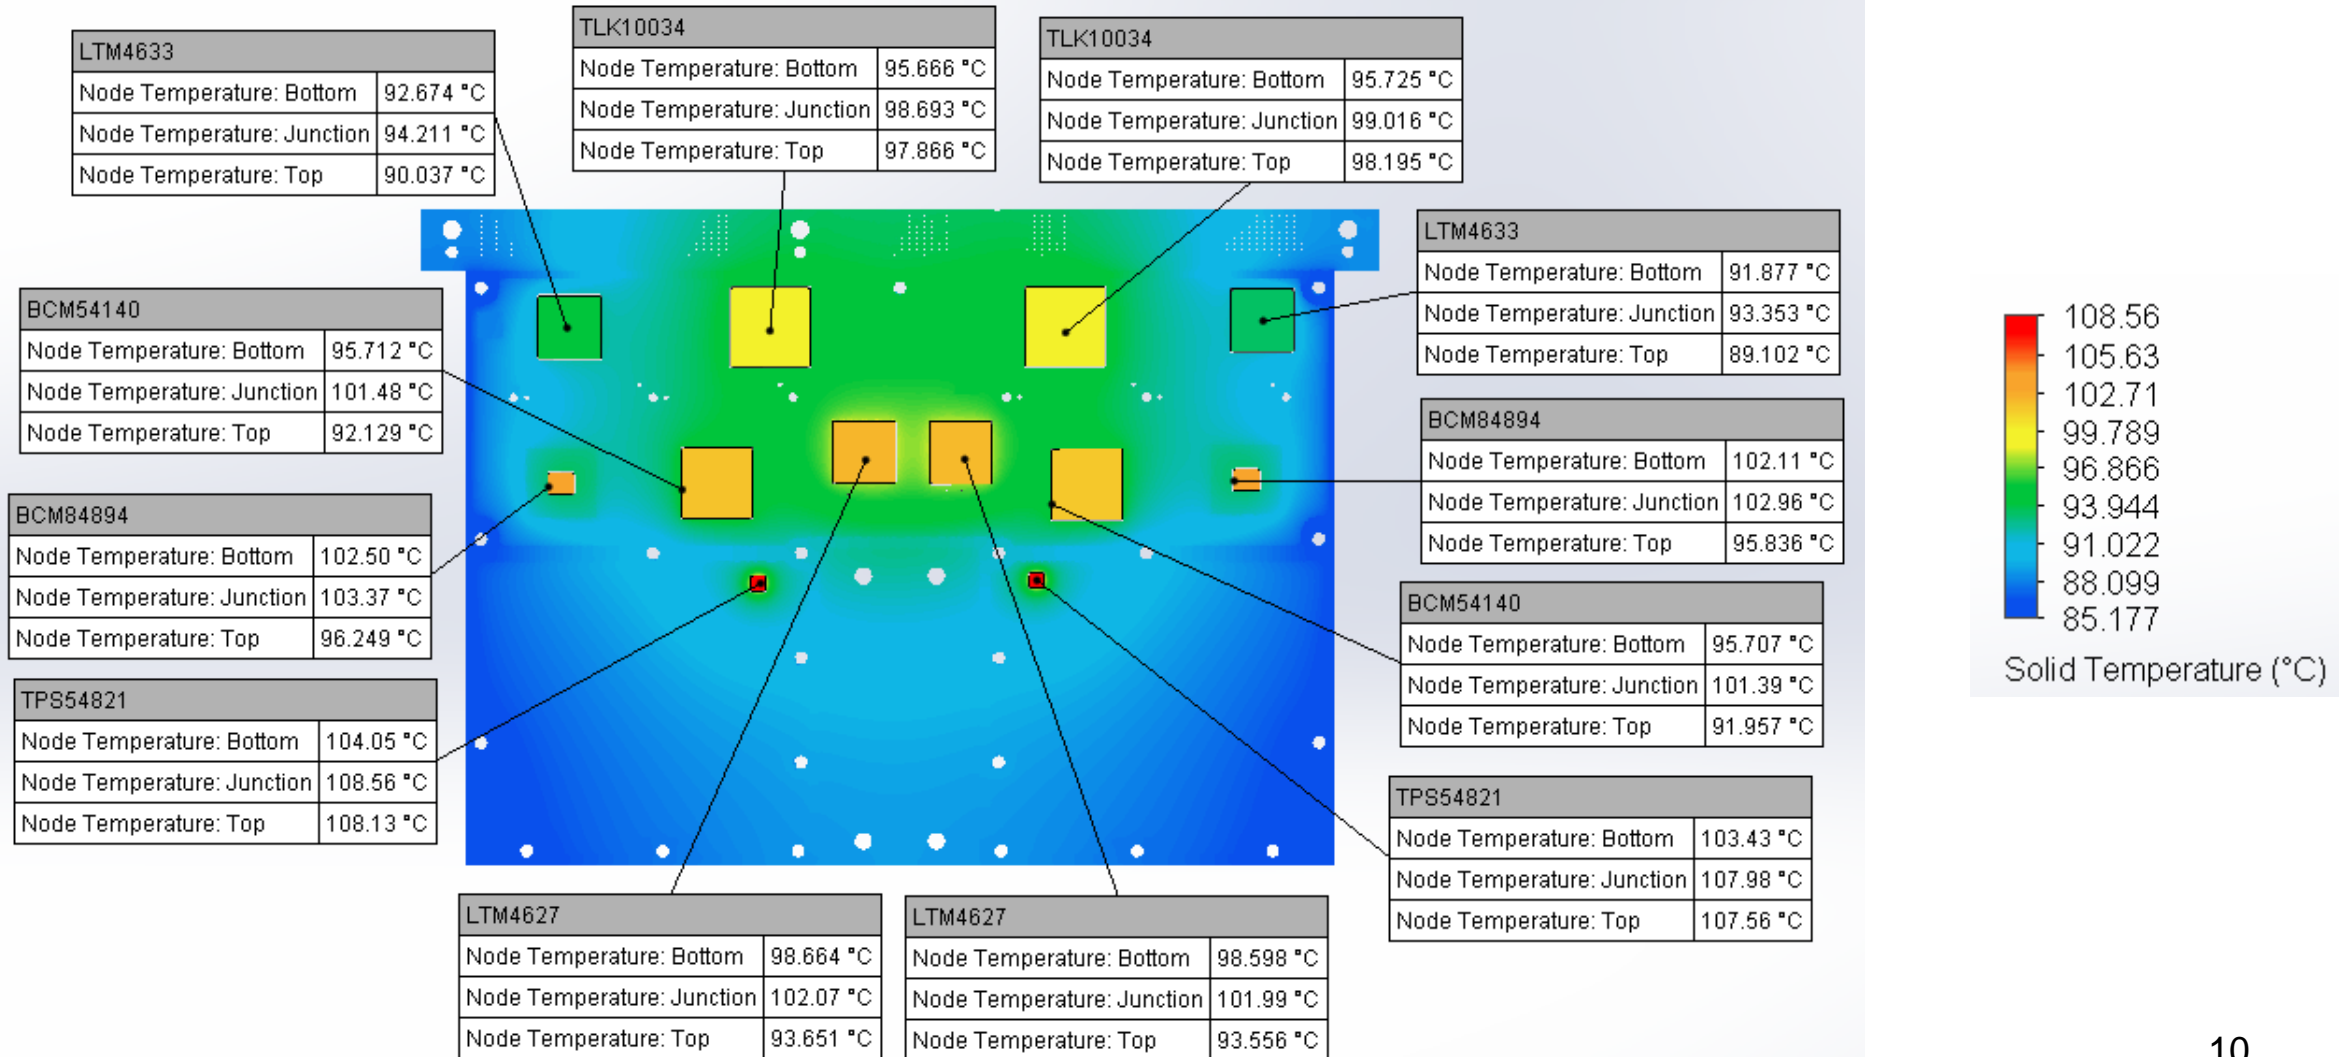 LTM4633
Node Temperature: Bottom 92.674 °C
Node Temperature: Junction 94.211 °C
Node Temperature: Top 90.037 °C
TLK10034
Node Temperature: Bottom 95.666 °C
Node Temperature: Junction 98.693 °C
Node Temperature: Top 97.866 °C
TLK10034
Node Temperature: Bottom 95.725 °C
Node Temperature: Junction 99.016 °C
Node Temperature: Top 98.195 °C
LTM4633
Node Temperature: Bottom 91.877 °C
Node Temperature: Junction 93.353 °C
Node Temperature: Top 89.102 °C
BCM54140
Node Temperature: Bottom 95.712 °C
Node Temperature: Junction 101.48 °C
Node Temperature: Top 92.129 °C
BCM84894
Node Temperature: Bottom 102.11 °C
Node Temperature: Junction 102.96 °C
Node Temperature: Top 95.836 °C
BCM84894
Node Temperature: Bottom 102.50 °C
Node Temperature: Junction 103.37 °C
Node Temperature: Top 96.249 °C
BCM54140
Node Temperature: Bottom 95.707 °C
Node Temperature: Junction 101.39 °C
Node Temperature: Top 91.957 °C
TPS54821
Node Temperature: Bottom 104.05 °C
Node Temperature: Junction 108.56 °C
Node Temperature: Top 108.13 °C
TPS54821
Node Temperature: Bottom 103.43 °C
Node Temperature: Junction 107.98 °C
Node Temperature: Top 107.56 °C
LTM4627
Node Temperature: Bottom 98.664 °C
Node Temperature: Junction 102.07 °C
Node Temperature: Top 93.651 °C
LTM4627
Node Temperature: Bottom 98.598 °C
Node Temperature: Junction 101.99 °C
Node Temperature: Top 93.556 °C
108.56
105.63
102.71
99.789
96.866
93.944
91.022
88.099
85.177
Solid Temperature (°C)
10